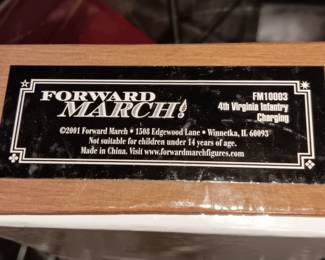 FORWARD
MARCH!
FM10003
4th Virginia Infantry
Charging
©2001 Forward March • 1508 Edgewood Lane • Winnetka, IL 60093
Not suitable for children under 14 years of age.
Made in China. Visit www.forwardmarchfigures.com